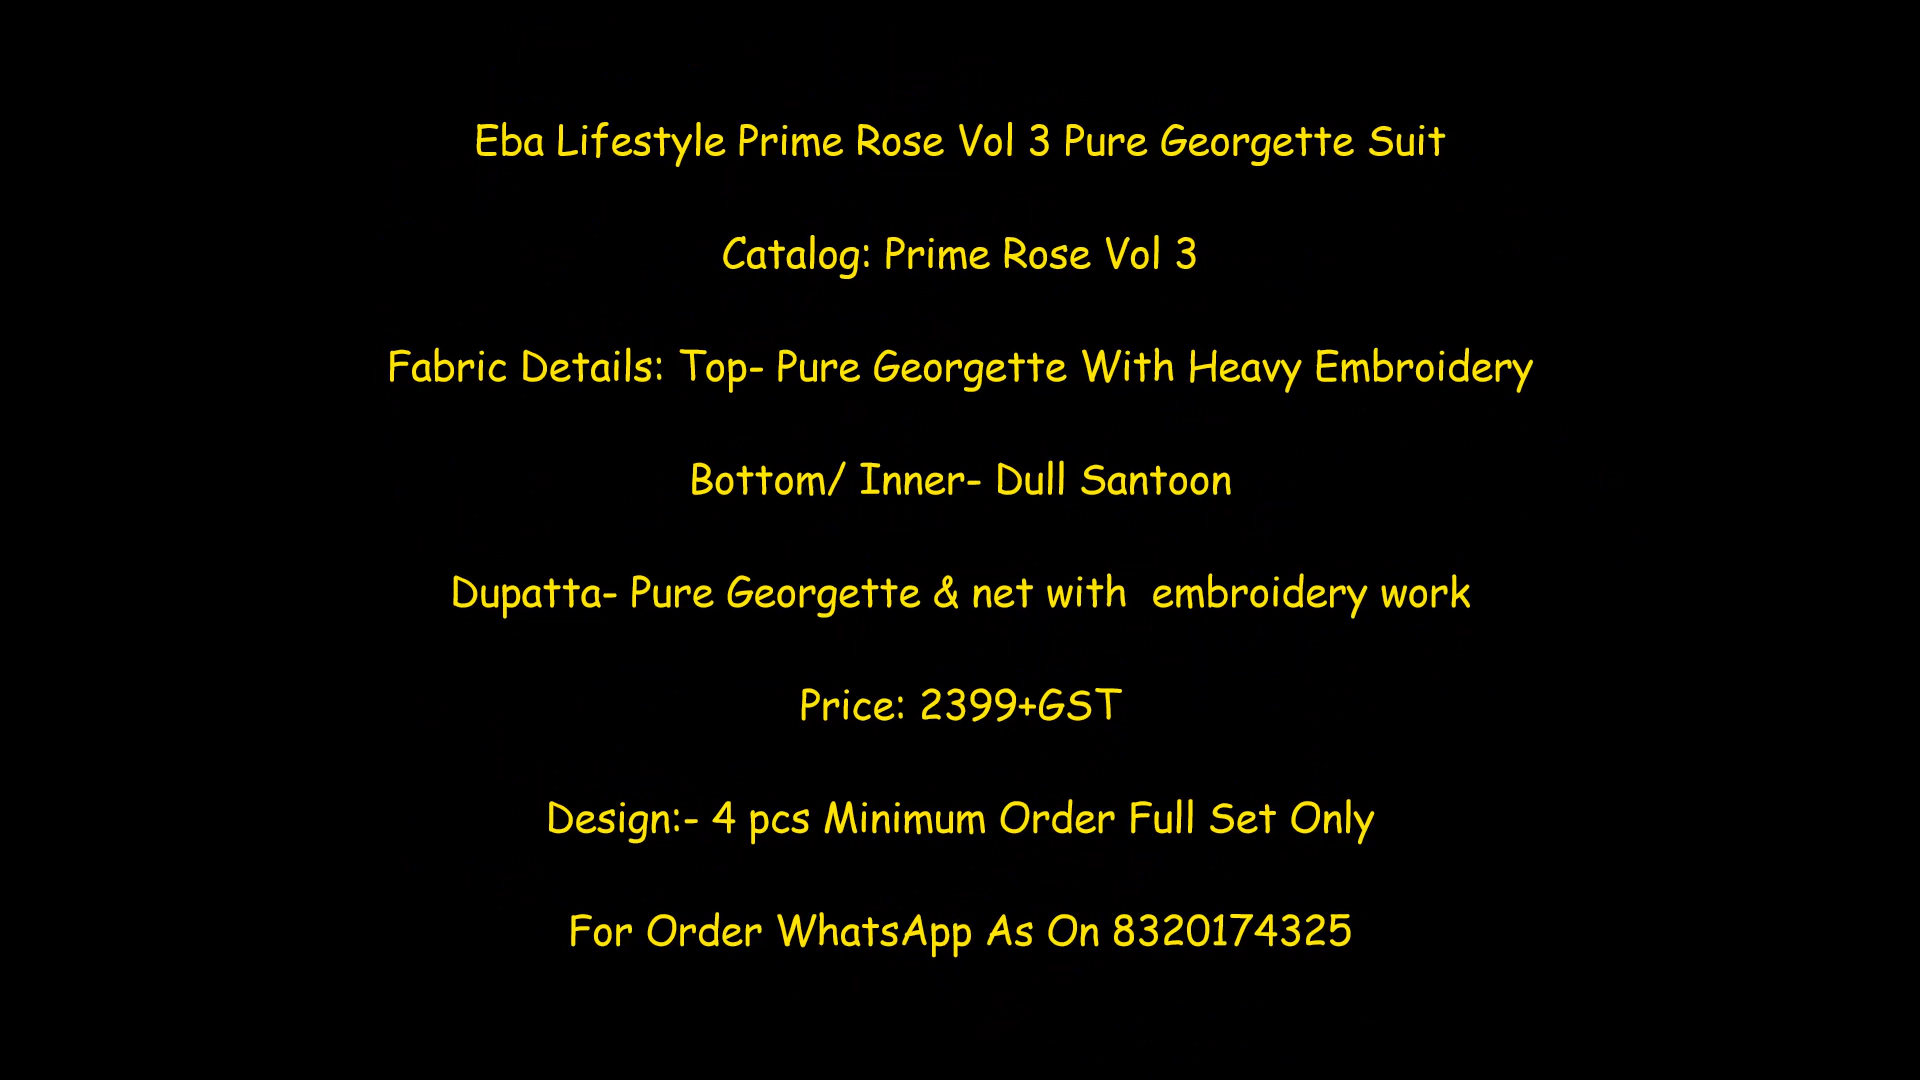 Eba Lifestyle Prime Rose Vol 3 Pure Georgette Suit
Catalog: Prime Rose Vol 3
Fabric Details: Top- Pure Georgette With Heavy Embroidery
Bottom/ Inner- Dull Santoon
Dupatta- Pure Georgette & net with  embroidery work
Price: 2399+GST
Design:- 4 pcs Minimum Order Full Set Only
For Order WhatsApp As On 8320174325